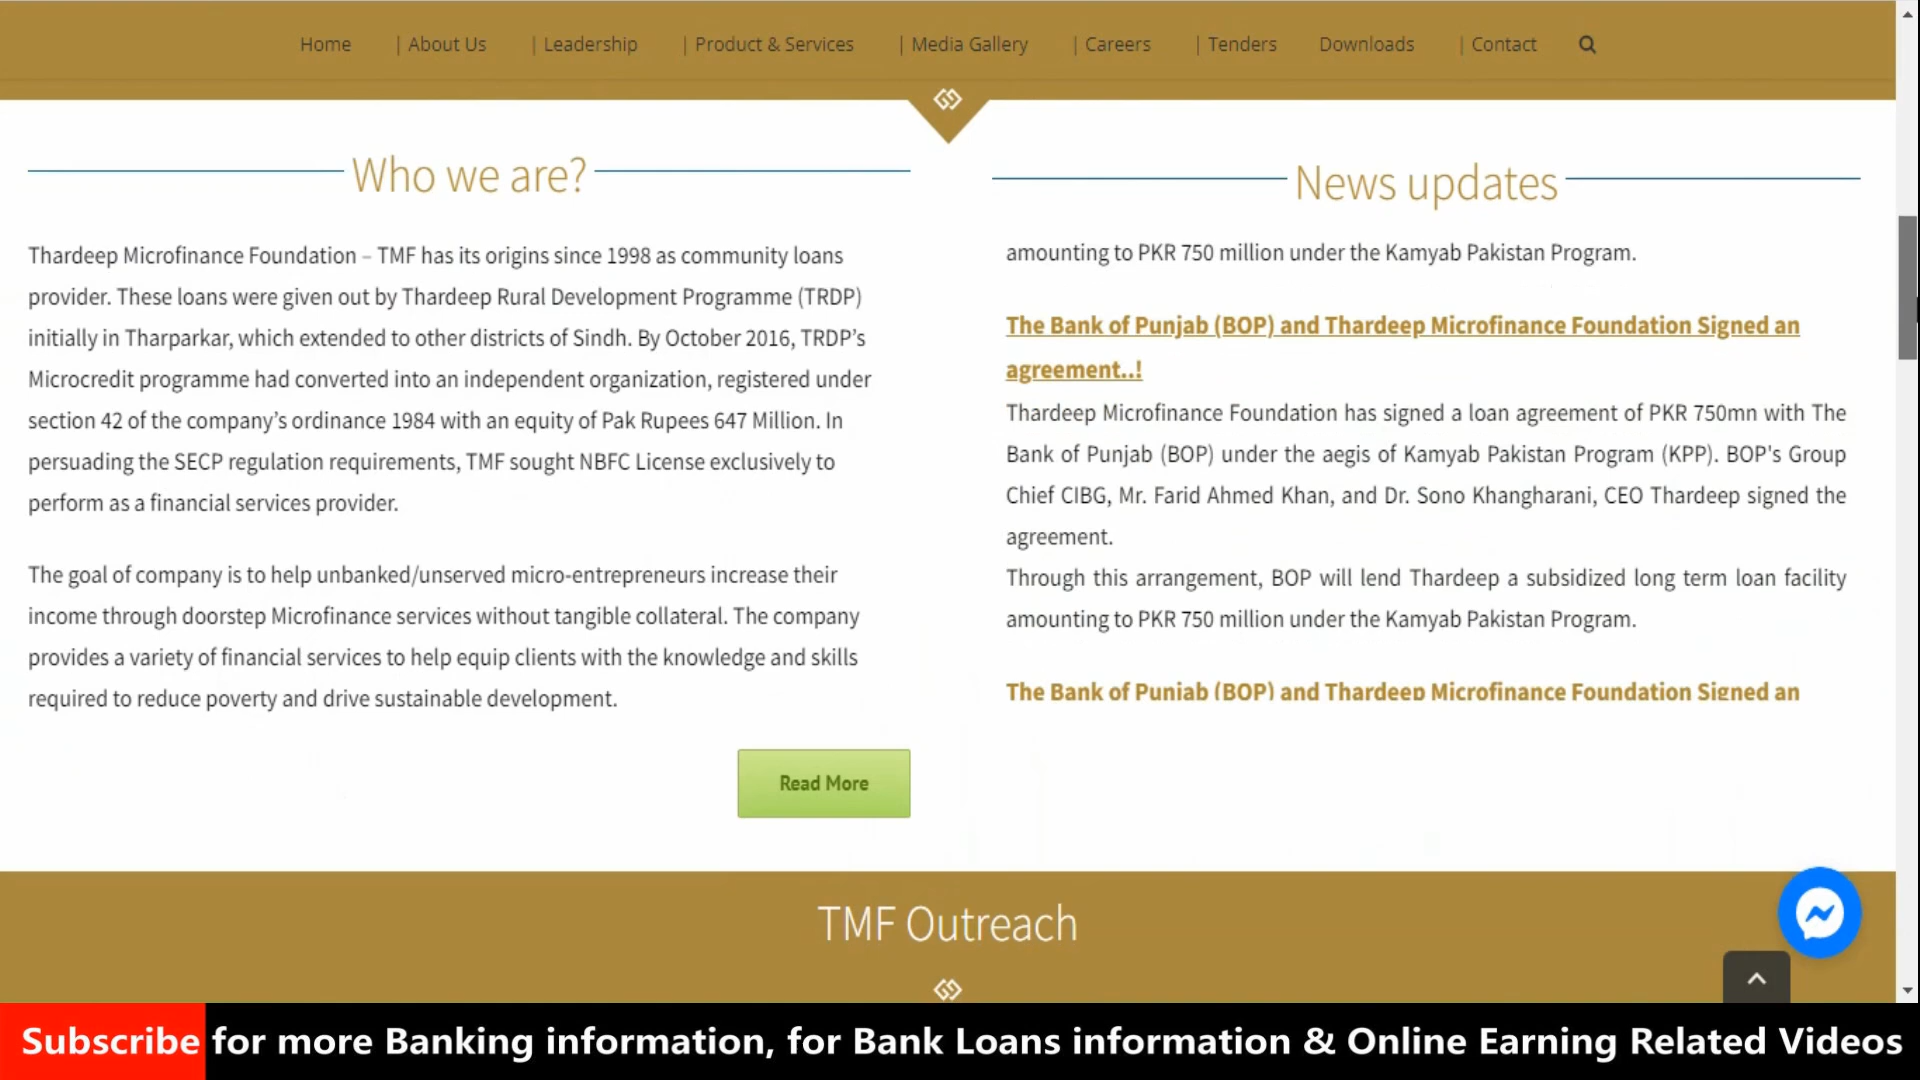 Home | About Us | Leadership | Product & Services | Media Gallery | Careers | Tenders Downloads | Contact
Who we are?
Thardeep Microfinance Foundation – TMF has its origins since 1998 as community loans
provider. These loans were given out by Thardeep Rural Development Programme (TRDP)
initially in Tharparkar, which extended to other districts of Sindh. By October 2016, TRDP’s
Microcredit programme had converted into an independent organization, registered under
section 42 of the company’s ordinance 1984 with an equity of Pak Rupees 647 Million. In
persuading the SECP regulation requirements, TMF sought NBFC License exclusively to
perform as a financial services provider.
The goal of company is to help unbanked/unserved micro-entrepreneurs increase their
income through doorstep Microfinance services without tangible collateral. The company
provides a variety of financial services to help equip clients with the knowledge and skills
required to reduce poverty and drive sustainable development.
Read More
News updates
amounting to PKR 750 million under the Kamyab Pakistan Program.
The Bank of Punjab (BOP) and Thardeep Microfinance Foundation Signed an
agreement..!
Thardeep Microfinance Foundation has signed a loan agreement of PKR 750mn with The
Bank of Punjab (BOP) under the aegis of Kamyab Pakistan Program (KPP). BOP's Group
Chief CIBG, Mr. Farid Ahmed Khan, and Dr. Sono Khangharani, CEO Thardeep signed the
agreement.
Through this arrangement, BOP will lend Thardeep a subsidized long term loan facility
amounting to PKR 750 million under the Kamyab Pakistan Program.
The Bank of Punjab (BOP) and Thardeep Microfinance Foundation Signed an
TMF Outreach
Subscribe for more Banking information, for Bank Loans information & Online Earning Related Videos